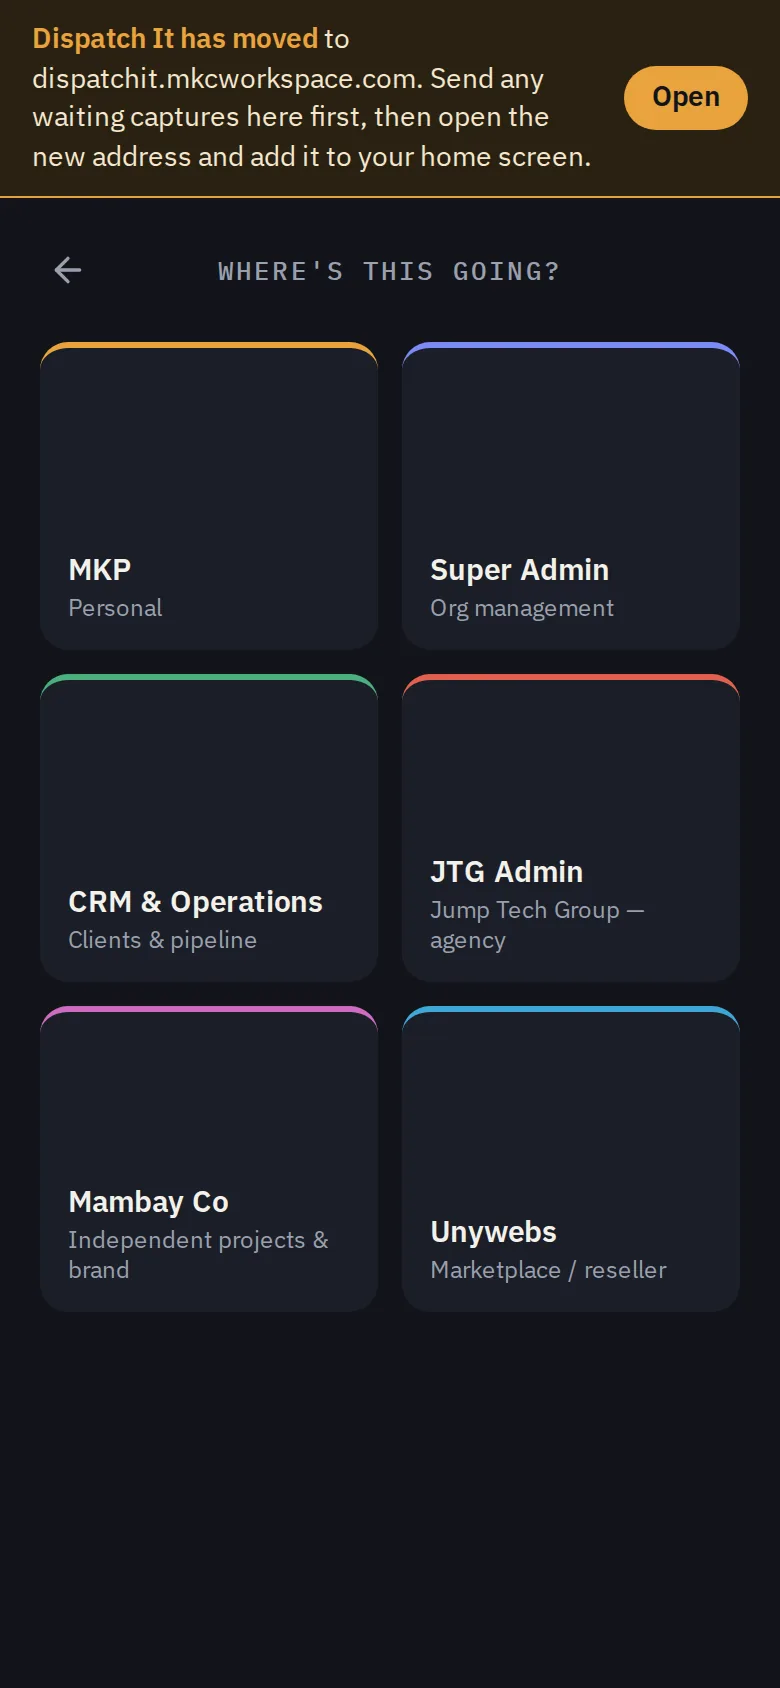 Dispatch It has moved to
dispatchit.mkcworkspace.com. Send any
waiting captures here first, then open the
new address and add it to your home screen.
Open
WHERE'S THIS GOING?
MKP
Personal
Super Admin
Org management
CRM & Operations
Clients & pipeline
JTG Admin
Jump Tech Group —
agency
Mambay Co
Independent projects &
brand
Unywebs
Marketplace / reseller